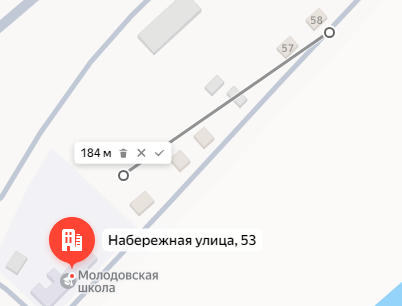 58
57
184 м
Набережная улица, 53
Молодовская
школа